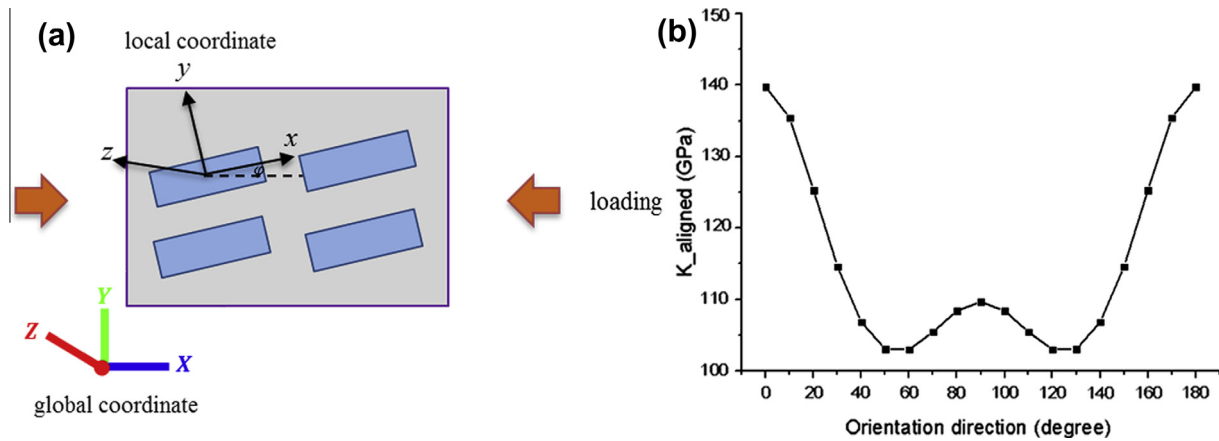 (a)
local coordinate
y
z
x
φ
loading
Y
Z
X
global coordinate
(b)
K_aligned (GPa)
150
140
130
120
110
100
0 20 40 60 80 100 120 140 160 180
Orientation direction (degree)